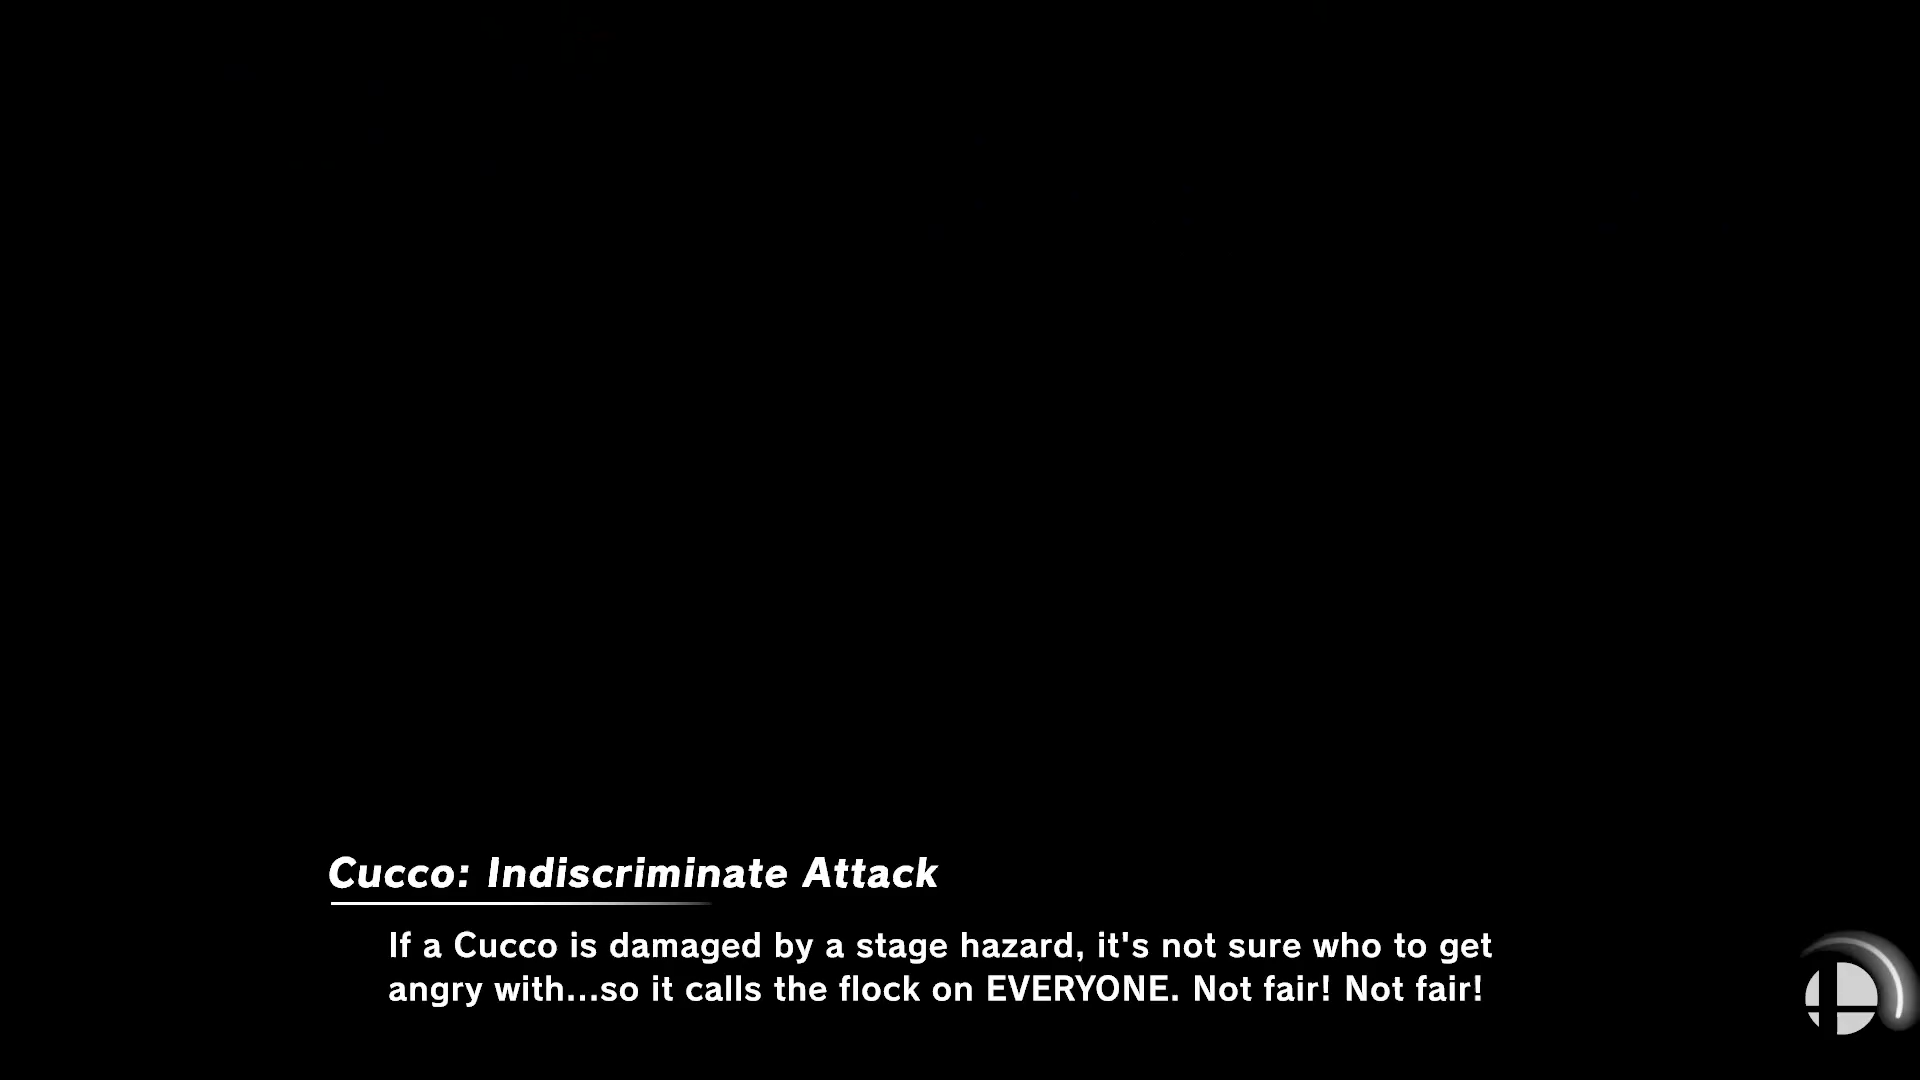 Cucco: Indiscriminate Attack
If a Cucco is damaged by a stage hazard, it's not sure who to get
angry with...so it calls the flock on EVERYONE. Not fair! Not fair!